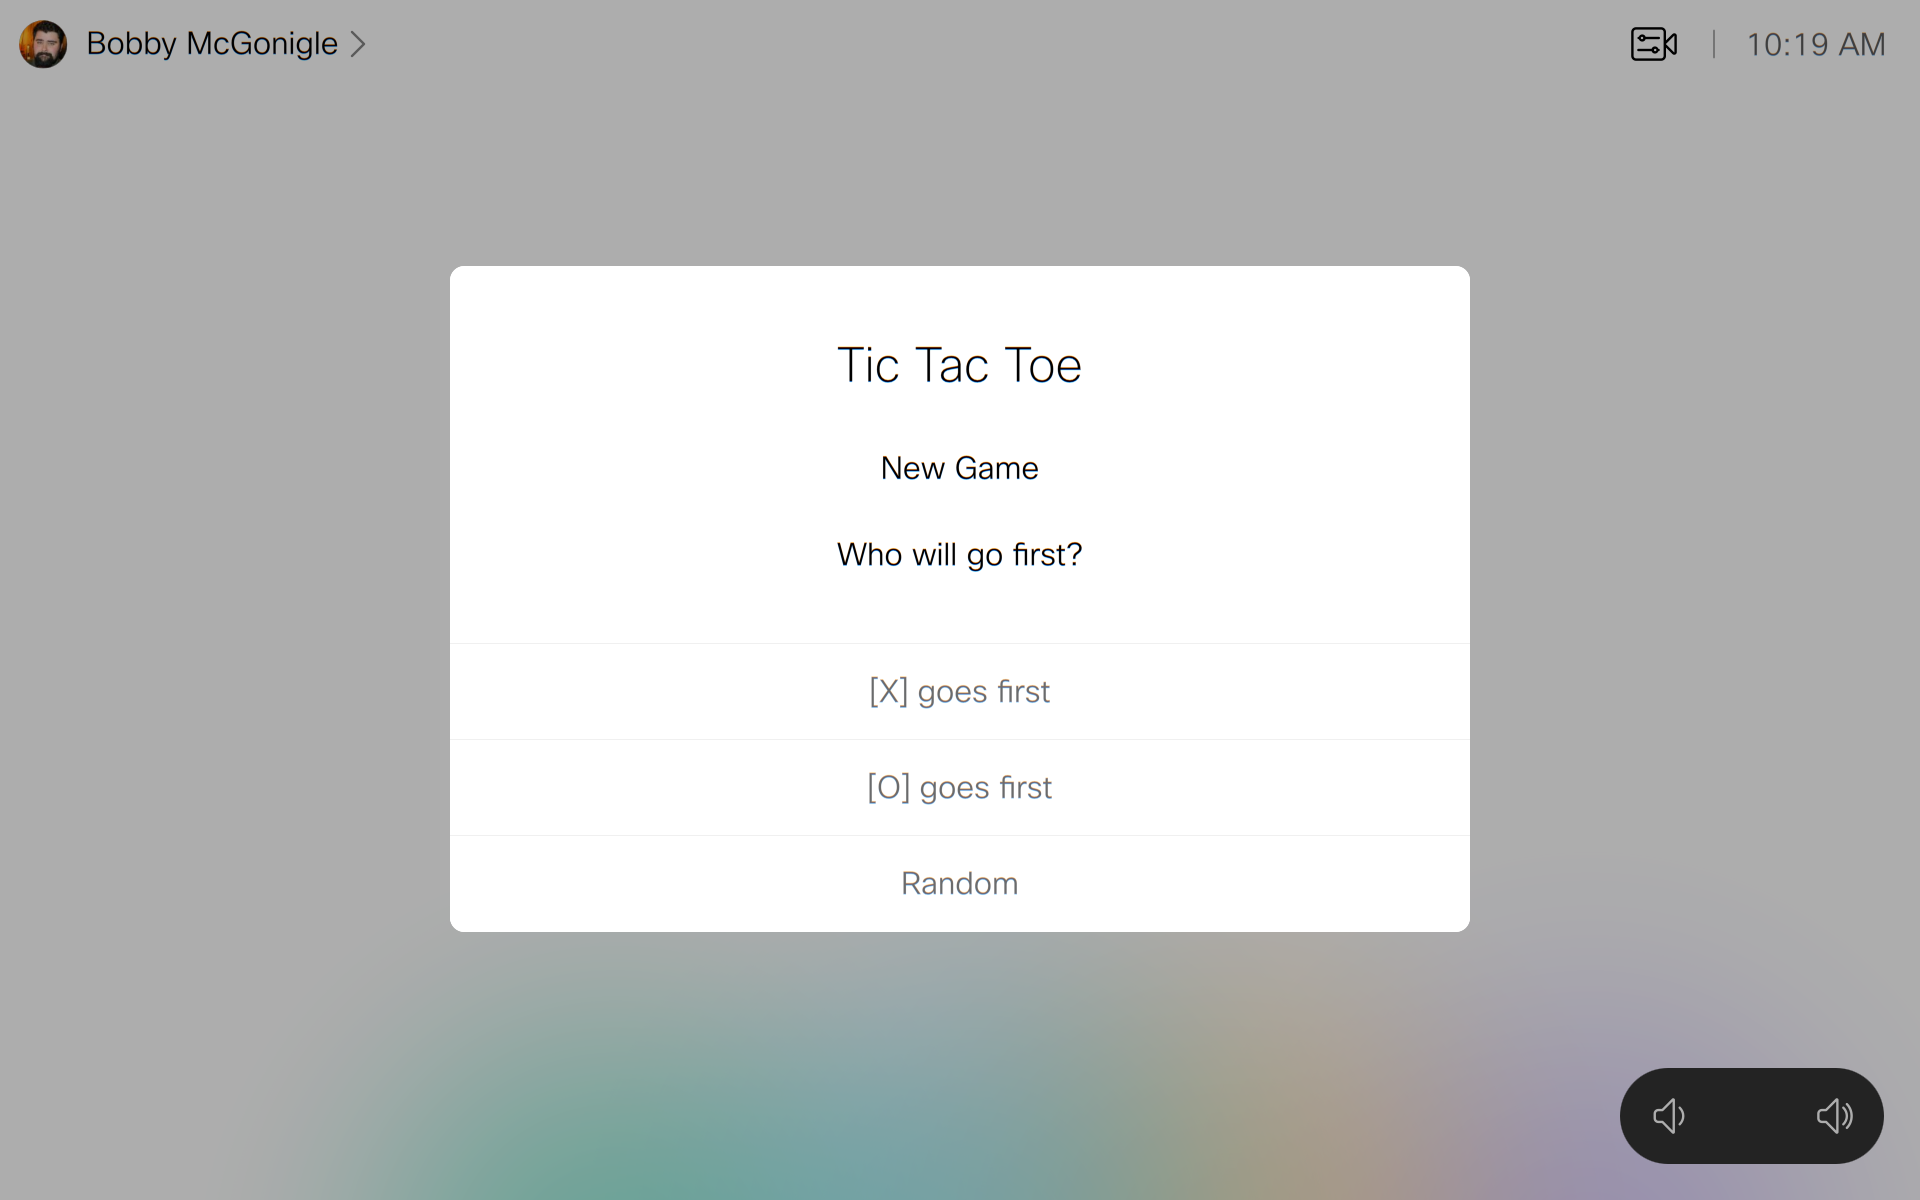 Bobby McGonigle
10:19 AM
Tic Tac Toe
New Game
Who will go first?
[X] goes first
[O] goes first
Random